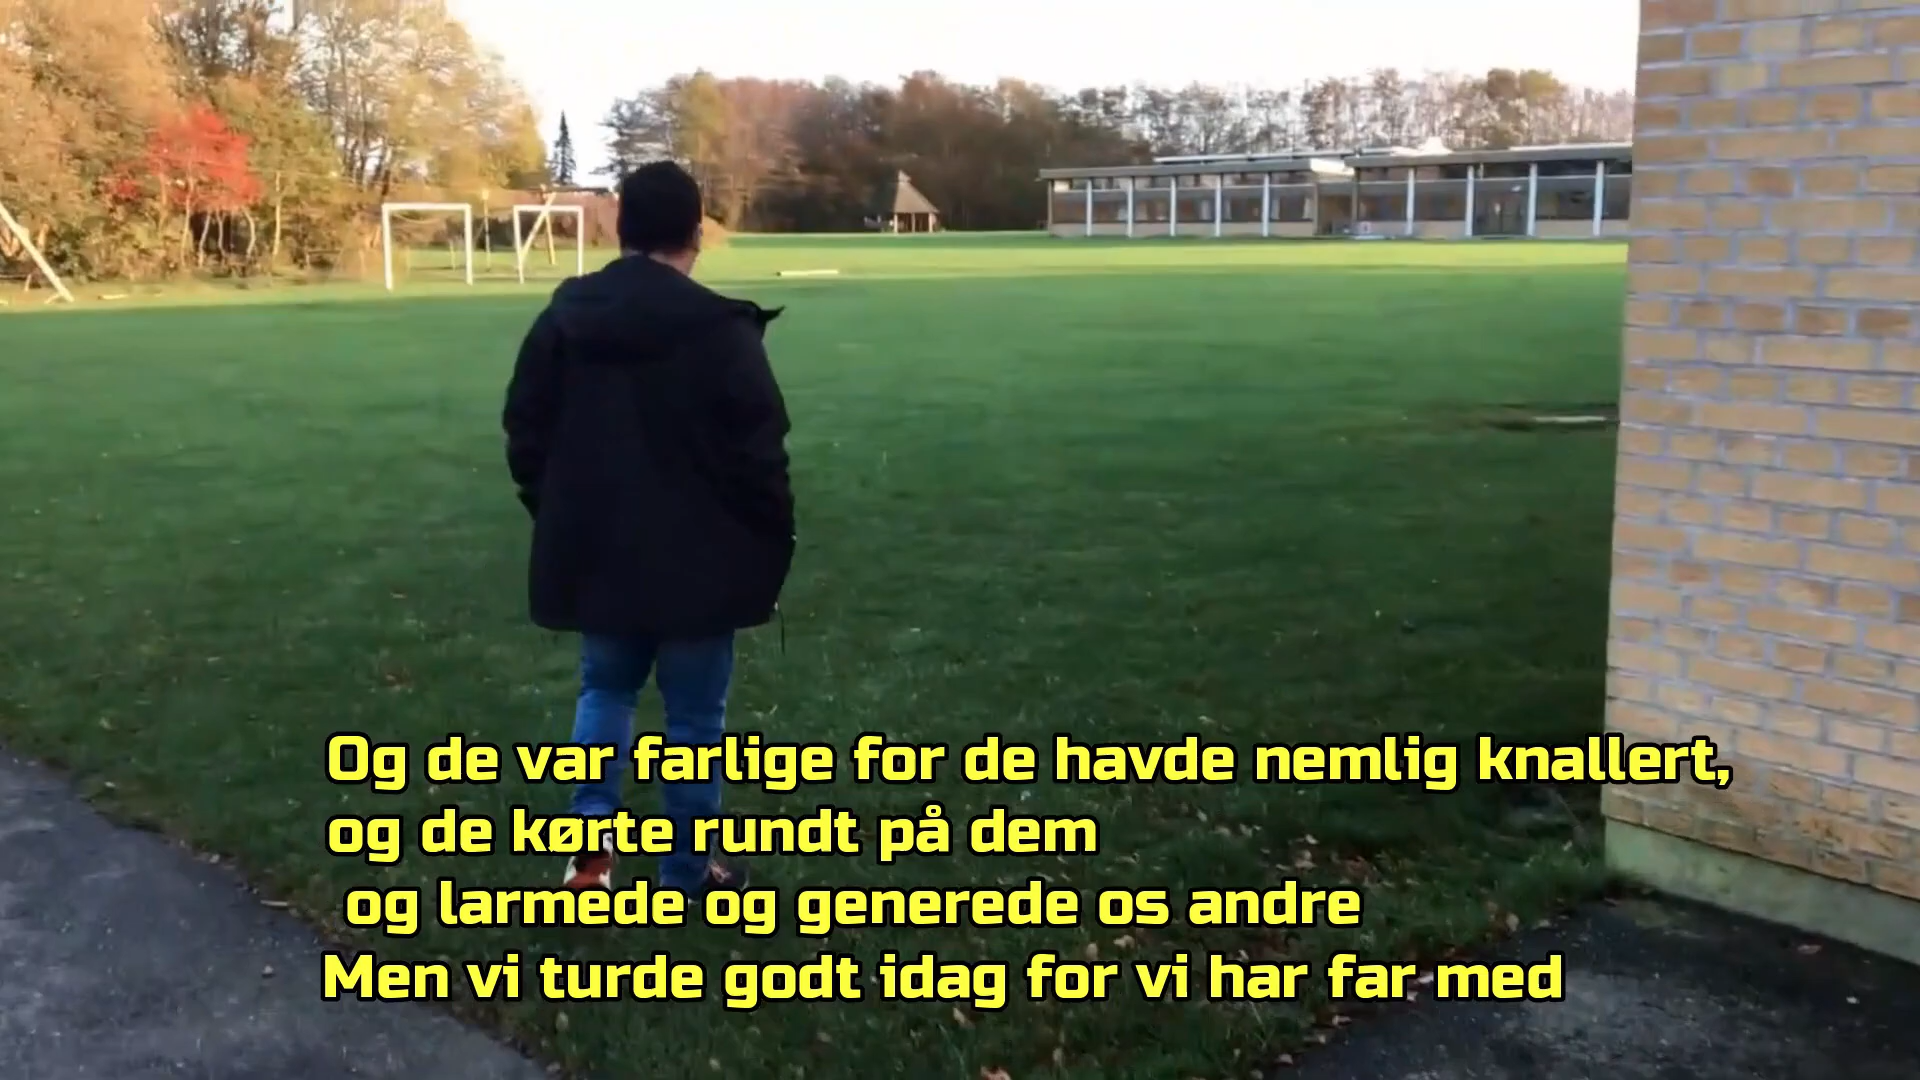 Og de var farlige for de havde nemlig knallert,
og de kørte rundt på dem
og larmede og generede os andre
Men vi turde godt idag for vi har far med